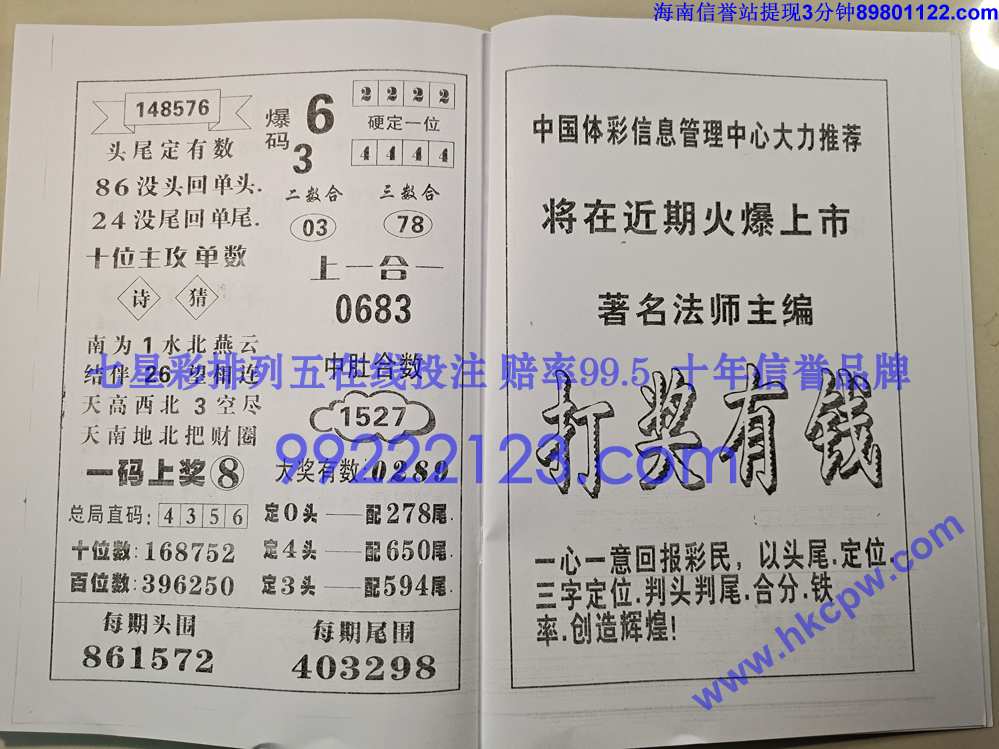 海南信誉站提现3分钟89801122.com
148576
头尾定有数
86没头回单头.
24没尾回单尾.
十位主攻单数
诗 猜
南为1水北燕云
结伴26望相连
天高西北3空尽
天南地北把财圈
一码上奖8
总局直码: 4 3 5 6
十位数:168752
百位数:396250
爆码 6
3
2 2 2 2
硬定一位
4 4 4 4
二数合 三数合
03 78
上一合一
0683
中肚合数
1527
大奖有数:0289
定0头——配278尾.
定4头——配650尾.
定3头——配594尾.
每期头围
861572
每期尾围
403298
中国体彩信息管理中心大力推荐
将在近期火爆上市
著名法师主编
打奖有钱
一心一意回报彩民，以头尾.定位.
三字定位.判头判尾.合分.铁
率.创造辉煌!
七星彩排列五在线投注 赔率99.5 十年信誉品牌
99222123.com
www.hkcpw.com